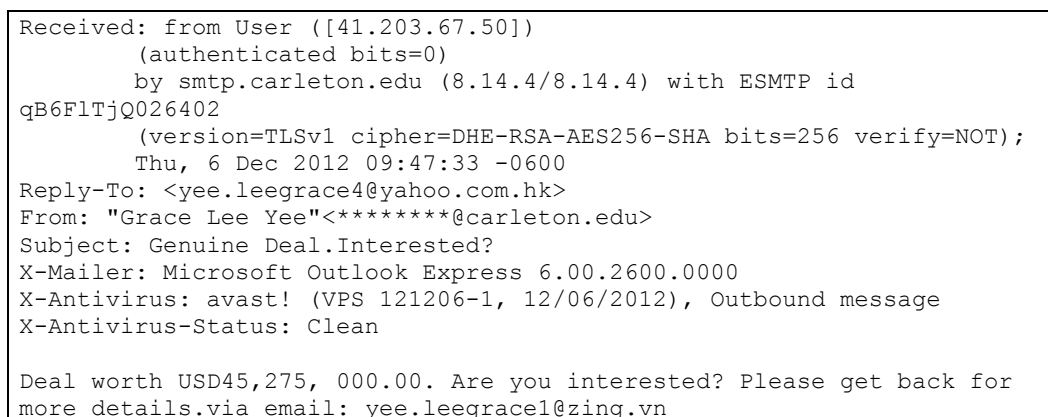 Received: from User ([41.203.67.50])
(authenticated bits=0)
by smtp.carleton.edu (8.14.4/8.14.4) with ESMTP id
qB6FlTjQ026402
(version=TLSv1 cipher=DHE-RSA-AES256-SHA bits=256 verify=NOT);
Thu, 6 Dec 2012 09:47:33 -0600
Reply-To: <yee.leegrace4@yahoo.com.hk>
From: "Grace Lee Yee"<********@carleton.edu>
Subject: Genuine Deal.Interested?
X-Mailer: Microsoft Outlook Express 6.00.2600.0000
X-Antivirus: avast! (VPS 121206-1, 12/06/2012), Outbound message
X-Antivirus-Status: Clean
Deal worth USD45,275, 000.00. Are you interested? Please get back for
more details.via email: yee.leegrace1@zing.vn